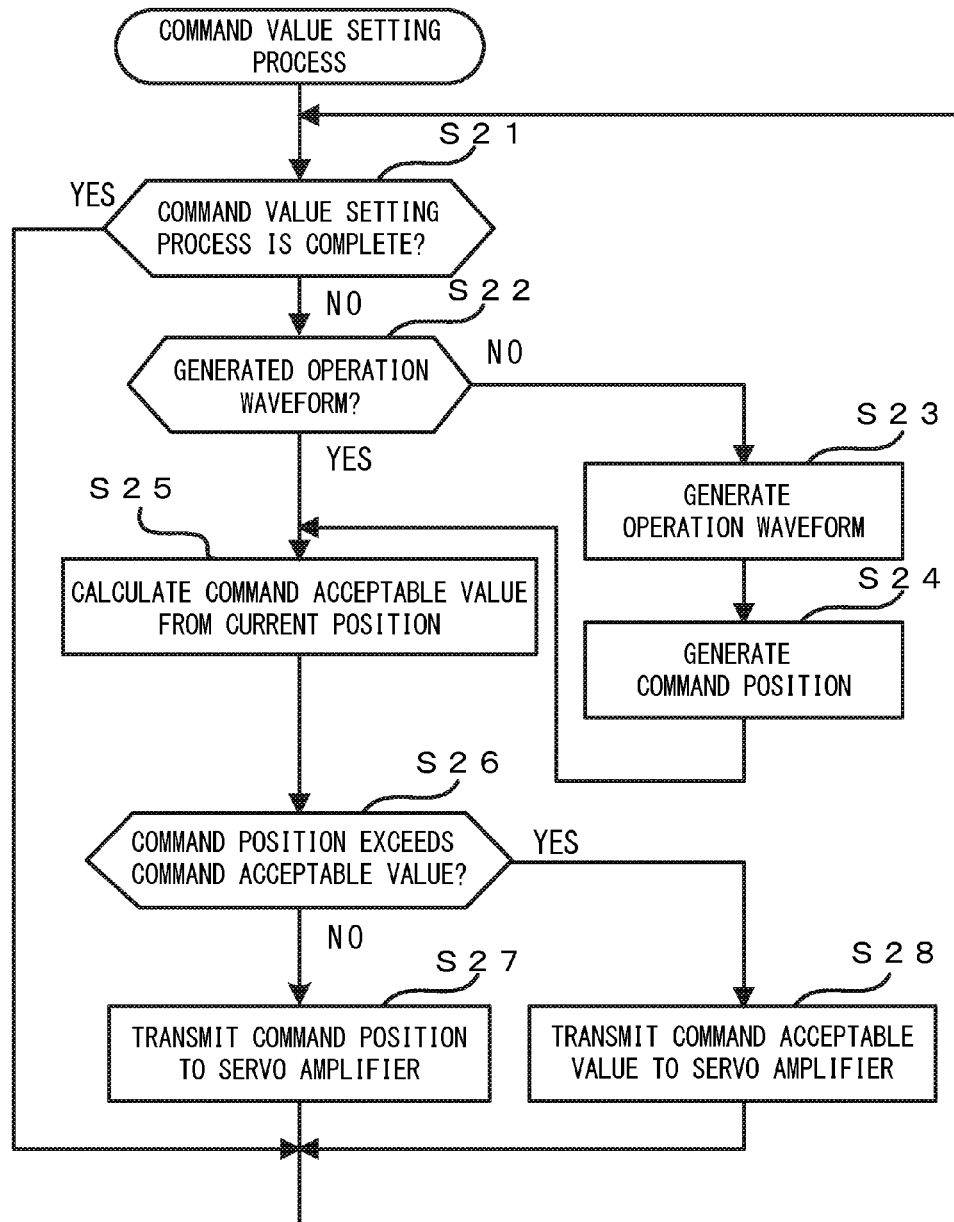 COMMAND VALUE SETTING
PROCESS
S21
YES
COMMAND VALUE SETTING
PROCESS IS COMPLETE?
NO
S22
GENERATED OPERATION
WAVEFORM?
NO
YES
S23
GENERATE
OPERATION WAVEFORM
S24
GENERATE
COMMAND POSITION
S25
CALCULATE COMMAND ACCEPTABLE VALUE
FROM CURRENT POSITION
S26
COMMAND POSITION EXCEEDS
COMMAND ACCEPTABLE VALUE?
YES
NO
S27
TRANSMIT COMMAND POSITION
TO SERVO AMPLIFIER
S28
TRANSMIT COMMAND ACCEPTABLE
VALUE TO SERVO AMPLIFIER